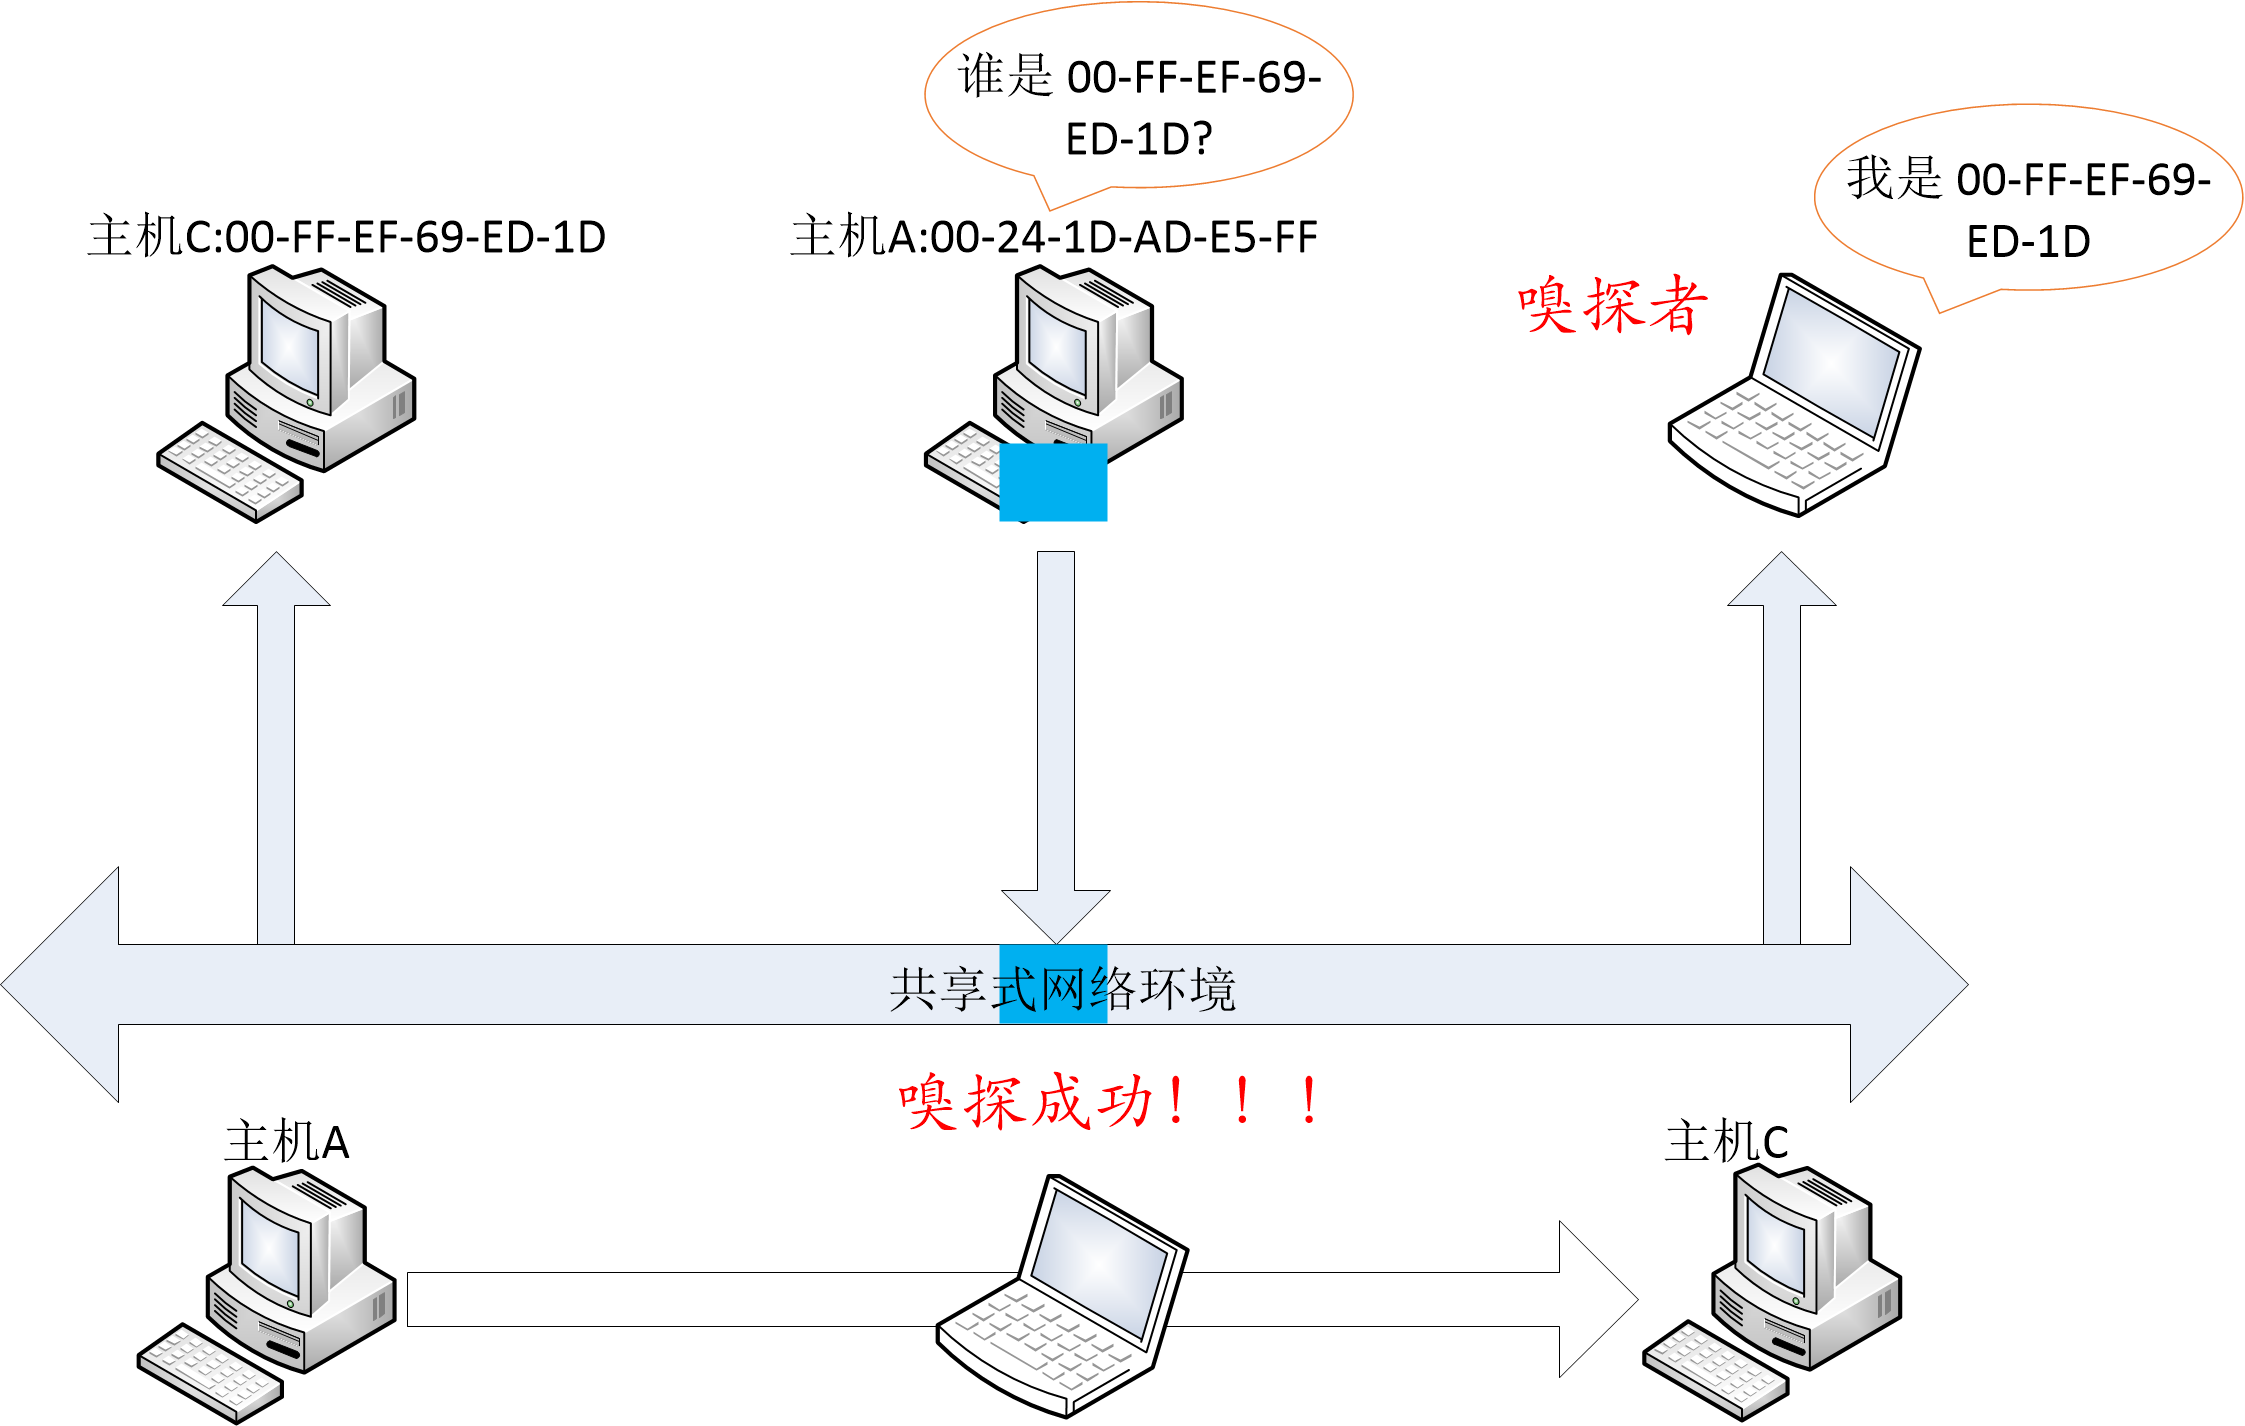 谁是 00-FF-EF-69-
ED-1D?
我是 00-FF-EF-69-
ED-1D
主机C:00-FF-EF-69-ED-1D
主机A:00-24-1D-AD-E5-FF
嗅探者
共享式网络环境
嗅探成功！！！
主机A
主机C